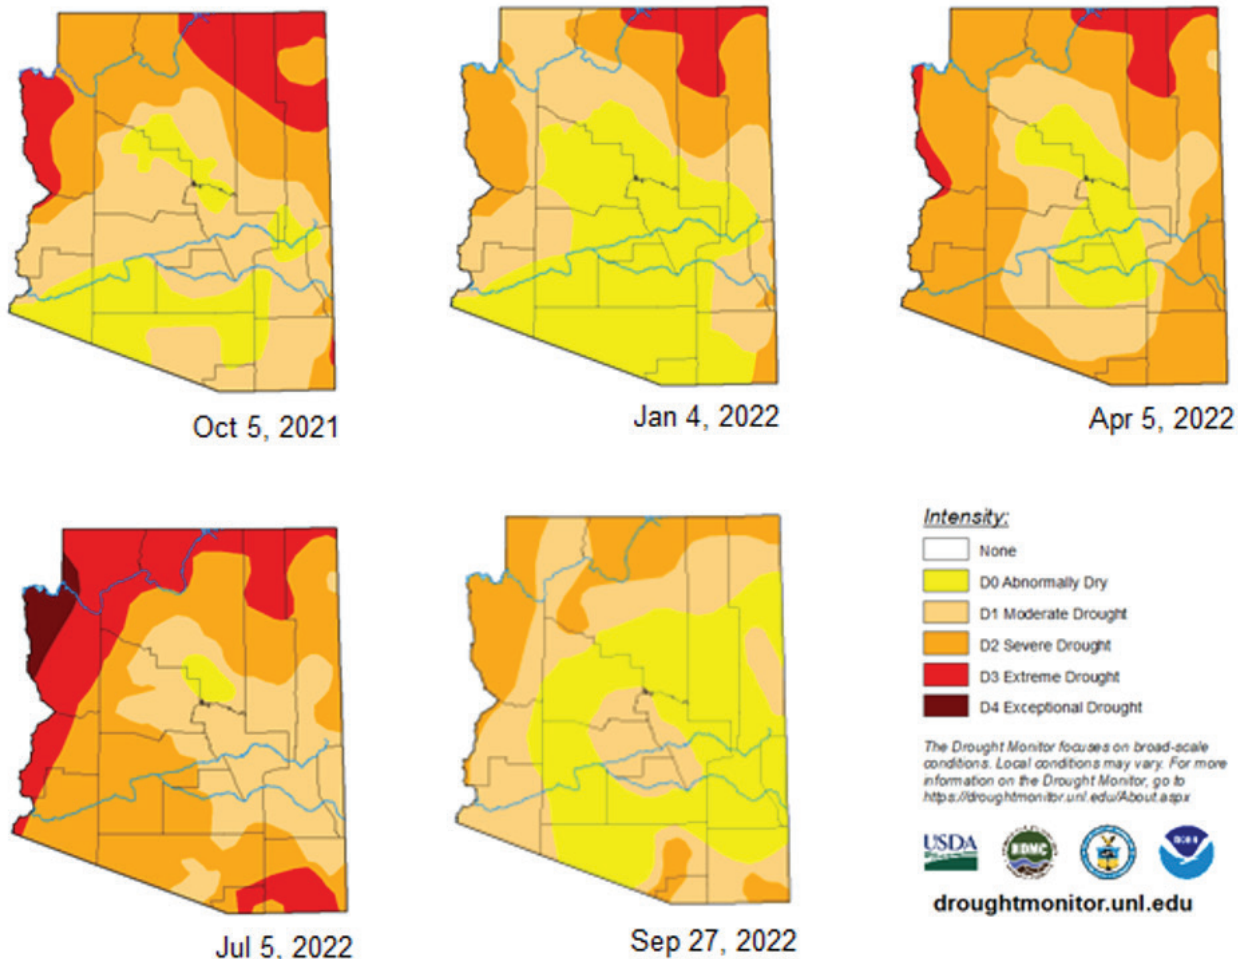 Oct 5, 2021
Jan 4, 2022
Apr 5, 2022
Jul 5, 2022
Sep 27, 2022
Intensity:
None
D0 Abnormally Dry
D1 Moderate Drought
D2 Severe Drought
D3 Extreme Drought
D4 Exceptional Drought
The Drought Monitor focuses on broad-scale
conditions. Local conditions may vary. For more
information on the Drought Monitor, go to
https://droughtmonitor.unl.edu/About.aspx
USDA
NDMC
droughtmonitor.unl.edu